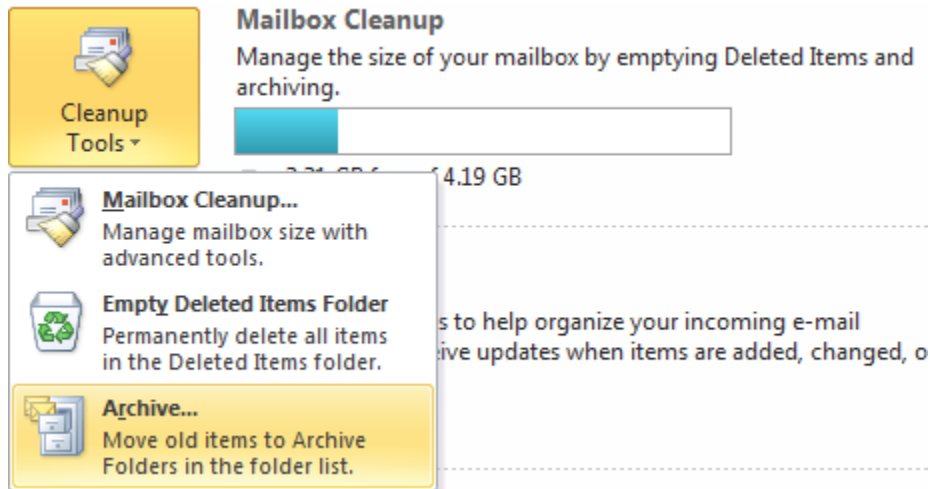 Mailbox Cleanup
Manage the size of your mailbox by emptying Deleted Items and
archiving.
Cleanup
Tools
4.19 GB
Mailbox Cleanup...
Manage mailbox size with
advanced tools.
Empty Deleted Items Folder
Permanently delete all items
in the Deleted Items folder.
s to help organize your incoming e-mail
ive updates when items are added, changed, o
Archive...
Move old items to Archive
Folders in the folder list.